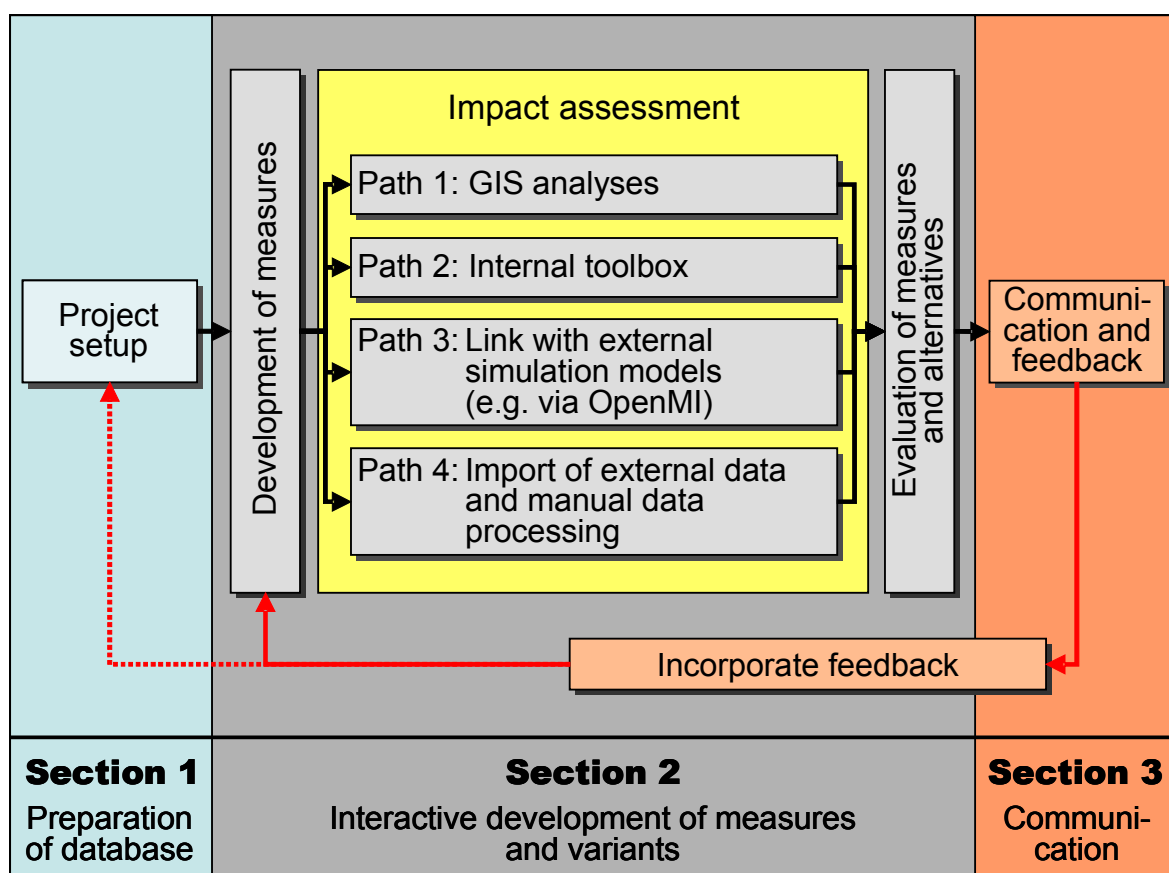 Impact assessment
Project
setup
Development of measures
Path 1: GIS analyses
Path 2: Internal toolbox
Path 3: Link with external
simulation models
(e.g. via OpenMI)
Path 4: Import of external data
and manual data
processing
Evaluation of measures
and alternatives
Communi-
cation and
feedback
Incorporate feedback
Section 1
Preparation
of database
Section 2
Interactive development of measures
and variants
Section 3
Communi-
cation